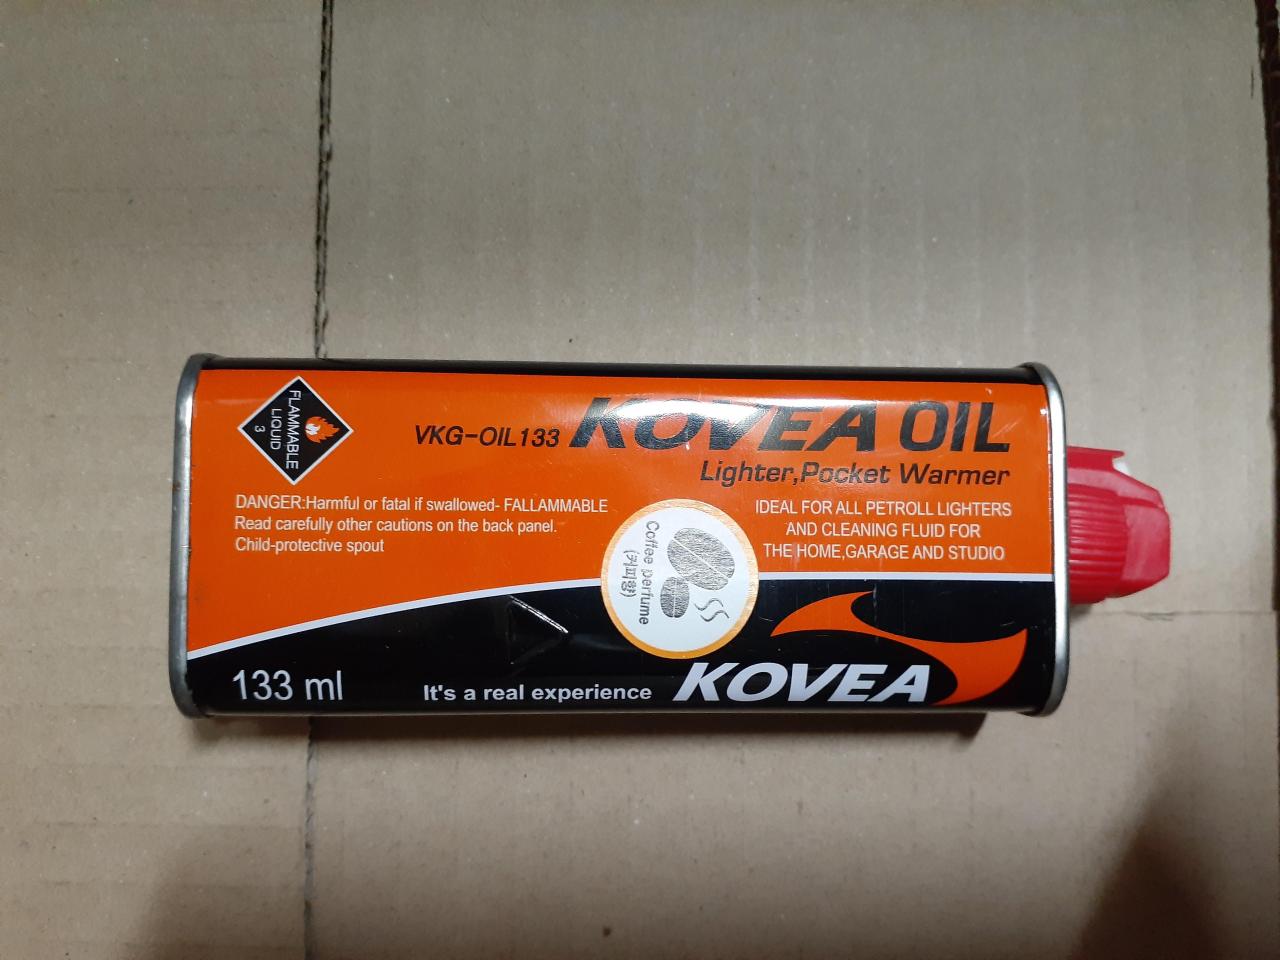 FLAMMABLE
LIQUID
3
VKG-OIL133 KOVEA OIL
Lighter,Pocket Warmer
DANGER:Harmful or fatal if swallowed- FALLAMMABLE
Read carefully other cautions on the back panel.
Child-protective spout
IDEAL FOR ALL PETROLL LIGHTERS
AND CLEANING FLUID FOR
THE HOME,GARAGE AND STUDIO
Coffee perfume
(커피향)
133 ml
It's a real experience
KOVEA